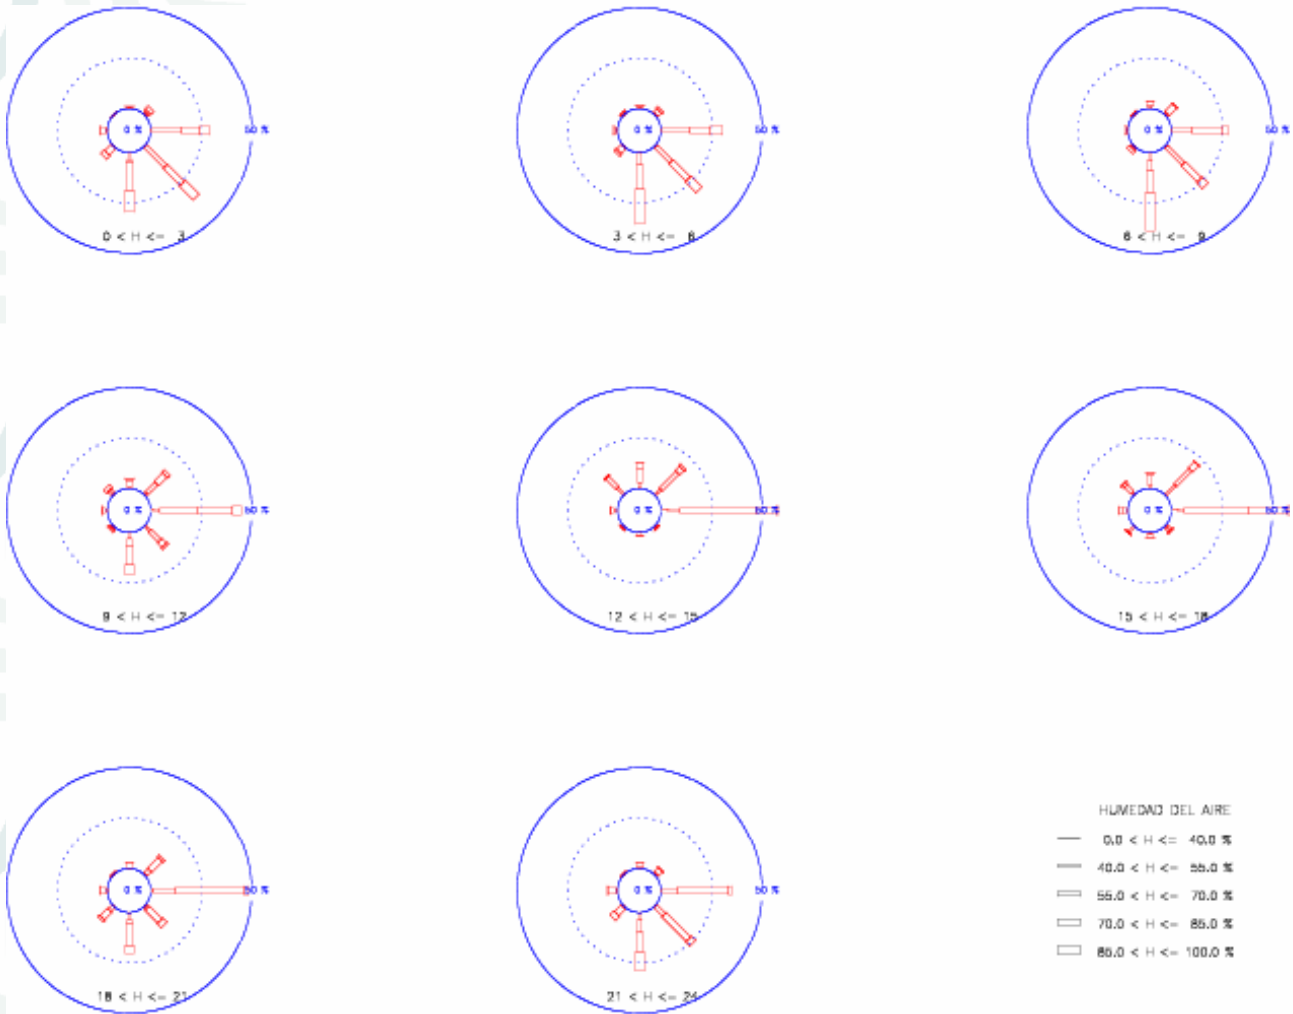 0 % 50 %
0 < H <= 3
0 % 50 %
3 < H <= 6
0 % 50 %
6 < H <= 9
0 % 50 %
9 < H <= 12
0 % 50 %
12 < H <= 15
0 % 50 %
15 < H <= 18
0 % 50 %
18 < H <= 21
0 % 50 %
21 < H <= 24
HUMEDAD DEL AIRE
0.0 < H <= 40.0 %
40.0 < H <= 55.0 %
55.0 < H <= 70.0 %
70.0 < H <= 85.0 %
85.0 < H <= 100.0 %